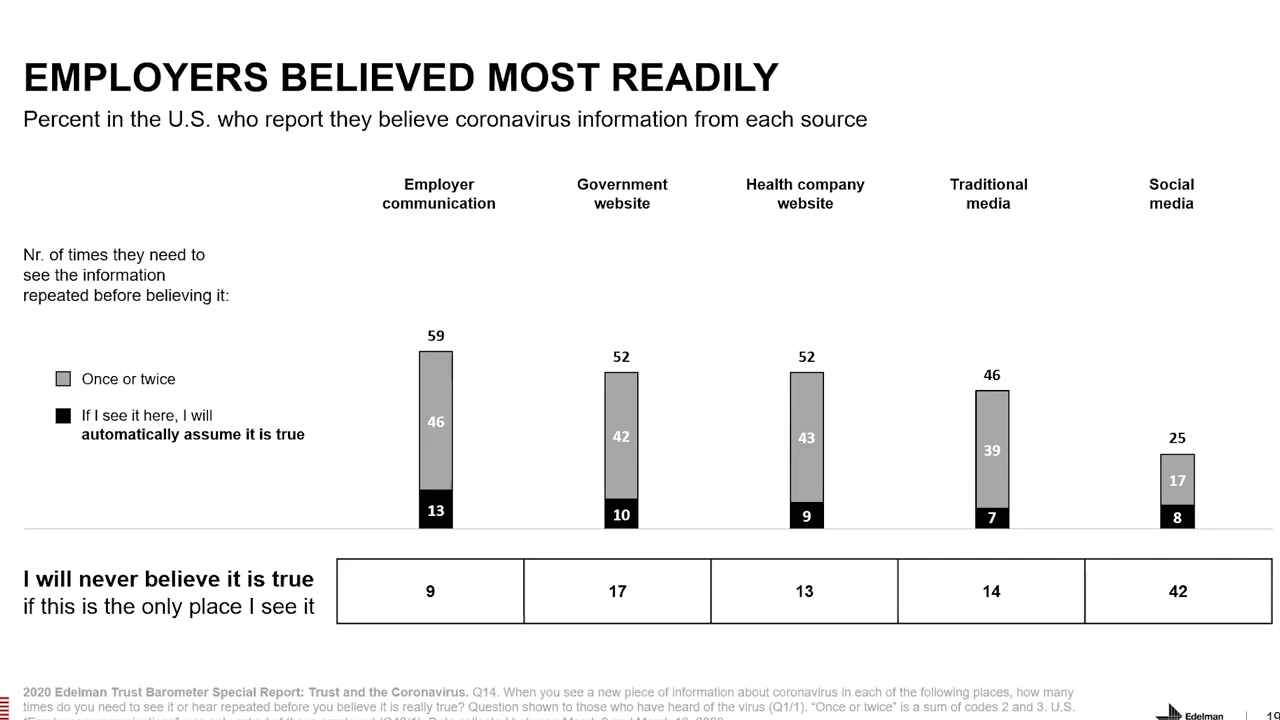 EMPLOYERS BELIEVED MOST READILY
Percent in the U.S. who report they believe coronavirus information from each source
Employer communication
Government website
Health company website
Traditional media
Social media
Nr. of times they need to
see the information
repeated before believing it:
Once or twice
If I see it here, I will
automatically assume it is true
59
46
13
52
42
10
52
43
9
46
39
7
25
17
8
I will never believe it is true
if this is the only place I see it
9
17
13
14
42
2020 Edelman Trust Barometer Special Report: Trust and the Coronavirus. Q14. When you see a new piece of information about coronavirus in each of the following places, how many
times do you need to see it or hear repeated before you believe it is really true? Question shown to those who have heard of the virus (Q1/1). “Once or twice” is a sum of codes 2 and 3. U.S.
Edelman